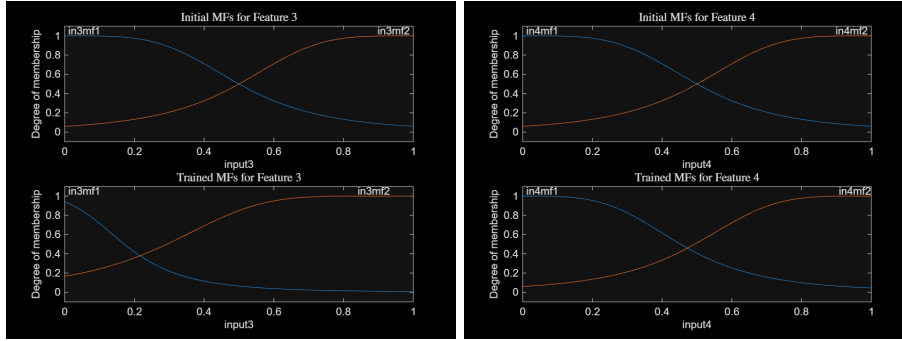 Initial MFs for Feature 3
in3mf1
in3mf2
Degree of membership
1
0.8
0.6
0.4
0.2
0
0 0.2 0.4 0.6 0.8 1
input3
Trained MFs for Feature 3
in3mf1
in3mf2
Degree of membership
1
0.8
0.6
0.4
0.2
0
0 0.2 0.4 0.6 0.8 1
input3
Initial MFs for Feature 4
in4mf1
in4mf2
Degree of membership
1
0.8
0.6
0.4
0.2
0
0 0.2 0.4 0.6 0.8 1
input4
Trained MFs for Feature 4
in4mf1
in4mf2
Degree of membership
1
0.8
0.6
0.4
0.2
0
0 0.2 0.4 0.6 0.8 1
input4